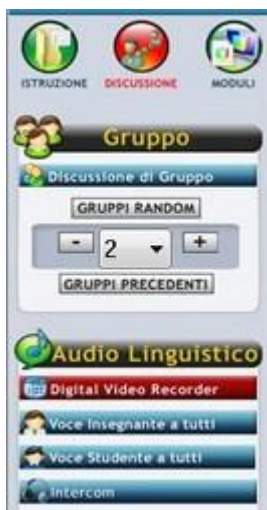 ISTRUZIONE DISCUSSIONE MODULI
Gruppo
Discussione di Gruppo
GRUPPI RANDOM
- 2 +
GRUPPI PRECEDENTI
Audio Linguistico
Digital Video Recorder
Voce Insegnante a tutti
Voce Studente a tutti
Intercom